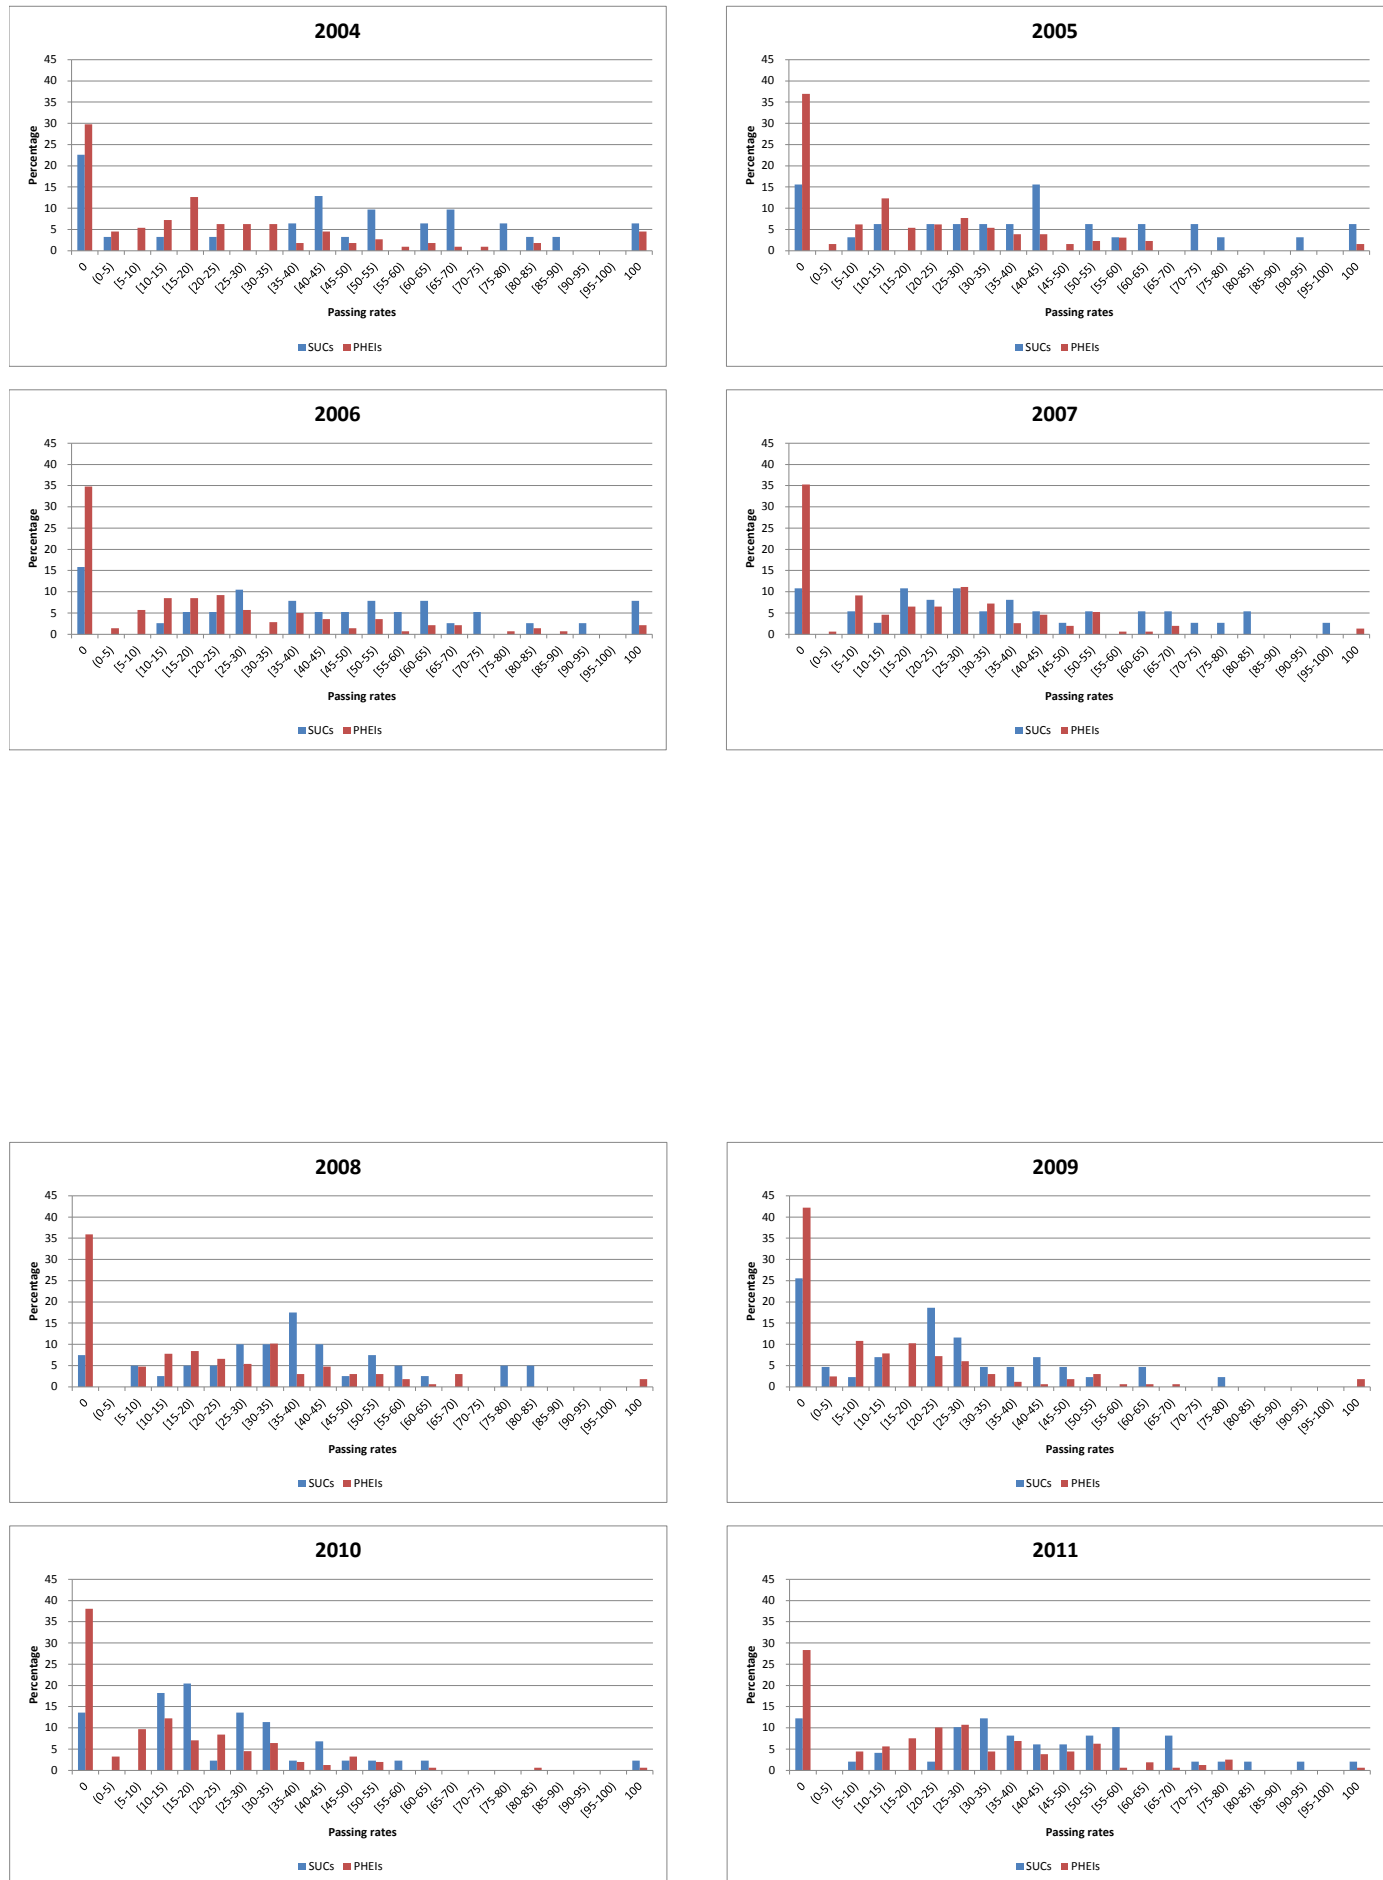 2004
45
40
35
30
25
20
15
10
5
0
Percentage
0 (0-5) [5-10) [10-15) [15-20) [20-25) [25-30) [30-35) [35-40) [40-45) [45-50) [50-55) [55-60) [60-65) [65-70) [70-75) [75-80) [80-85) [85-90) [90-95) [95-100) 100
Passing rates
SUCs PHEIs
2005
45
40
35
30
25
20
15
10
5
0
Percentage
0 (0-5) [5-10) [10-15) [15-20) [20-25) [25-30) [30-35) [35-40) [40-45) [45-50) [50-55) [55-60) [60-65) [65-70) [70-75) [75-80) [80-85) [85-90) [90-95) [95-100) 100
Passing rates
SUCs PHEIs
2006
45
40
35
30
25
20
15
10
5
0
Percentage
0 (0-5) [5-10) [10-15) [15-20) [20-25) [25-30) [30-35) [35-40) [40-45) [45-50) [50-55) [55-60) [60-65) [65-70) [70-75) [75-80) [80-85) [85-90) [90-95) [95-100) 100
Passing rates
SUCs PHEIs
2007
45
40
35
30
25
20
15
10
5
0
Percentage
0 (0-5) [5-10) [10-15) [15-20) [20-25) [25-30) [30-35) [35-40) [40-45) [45-50) [50-55) [55-60) [60-65) [65-70) [70-75) [75-80) [80-85) [85-90) [90-95) [95-100) 100
Passing rates
SUCs PHEIs
2008
45
40
35
30
25
20
15
10
5
0
Percentage
0 (0-5) [5-10) [10-15) [15-20) [20-25) [25-30) [30-35) [35-40) [40-45) [45-50) [50-55) [55-60) [60-65) [65-70) [70-75) [75-80) [80-85) [85-90) [90-95) [95-100) 100
Passing rates
SUCs PHEIs
2009
45
40
35
30
25
20
15
10
5
0
Percentage
0 (0-5) [5-10) [10-15) [15-20) [20-25) [25-30) [30-35) [35-40) [40-45) [45-50) [50-55) [55-60) [60-65) [65-70) [70-75) [75-80) [80-85) [85-90) [90-95) [95-100) 100
Passing rates
SUCs PHEIs
2010
45
40
35
30
25
20
15
10
5
0
Percentage
0 (0-5) [5-10) [10-15) [15-20) [20-25) [25-30) [30-35) [35-40) [40-45) [45-50) [50-55) [55-60) [60-65) [65-70) [70-75) [75-80) [80-85) [85-90) [90-95) [95-100) 100
Passing rates
SUCs PHEIs
2011
45
40
35
30
25
20
15
10
5
0
Percentage
0 (0-5) [5-10) [10-15) [15-20) [20-25) [25-30) [30-35) [35-40) [40-45) [45-50) [50-55) [55-60) [60-65) [65-70) [70-75) [75-80) [80-85) [85-90) [90-95) [95-100) 100
Passing rates
SUCs PHEIs